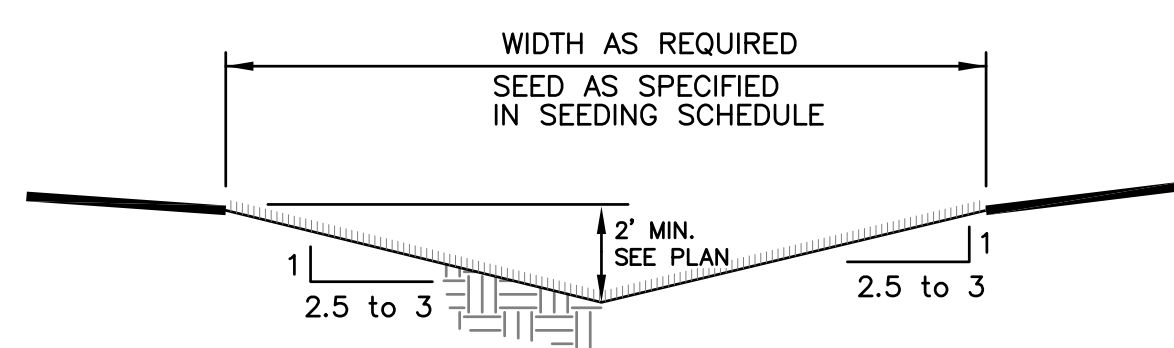 WIDTH AS REQUIRED
SEED AS SPECIFIED
IN SEEDING SCHEDULE
2' MIN.
SEE PLAN
1
2.5 to 3
1
2.5 to 3